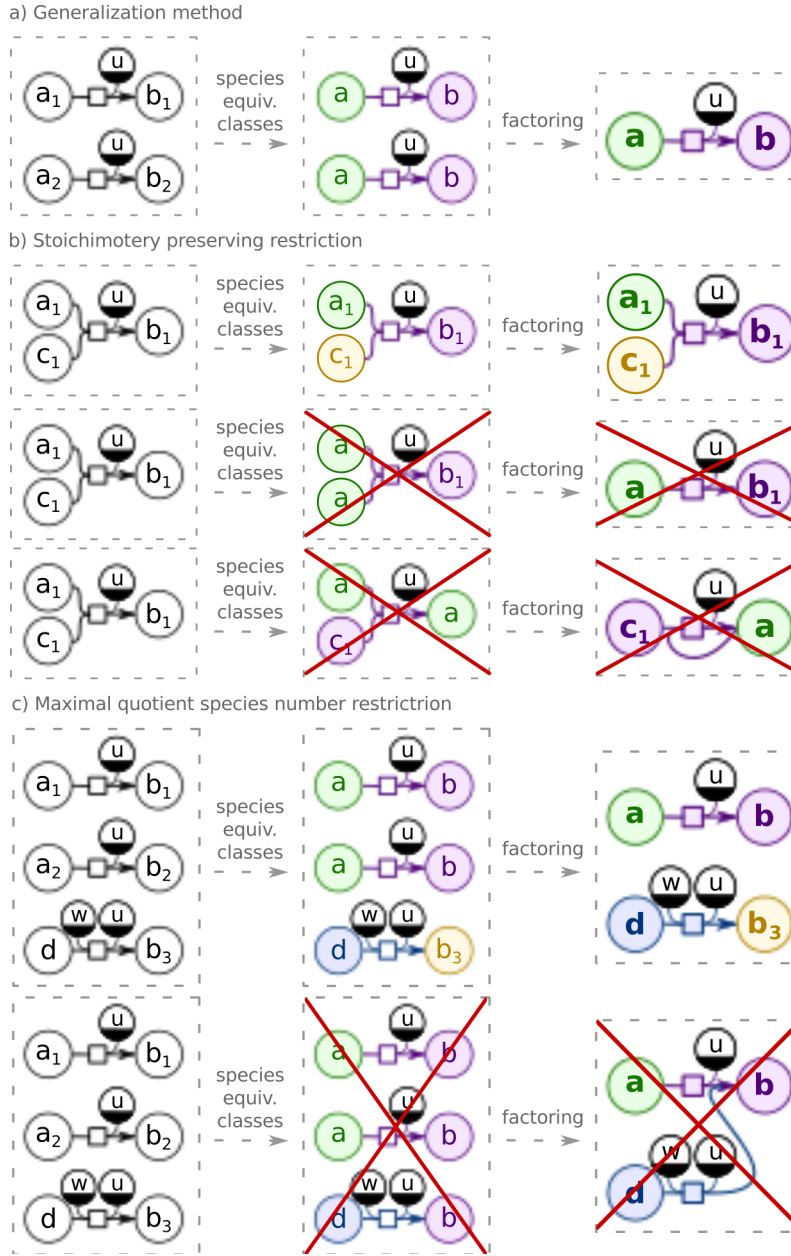 a) Generalization method
u u u
a₁ b₁ species equiv. classes a b factoring a b
u u
a₂ b₂ a b
b) Stoichimotery preserving restriction
u species equiv. classes u factoring u
a₁ a₁ a₁
b₁ b₁ b₁
c₁ c₁ c₁
u species equiv. classes u factoring u
a₁ a
b₁ b₁ a b₁
c₁ a
u species equiv. classes u factoring u
a₁ a
b₁ a c₁ a
c₁ c₁
c) Maximal quotient species number restrictrion
u u u
a₁ b₁ a b a b
u species equiv. classes u factoring
a₂ b₂ a b
w u w u w u
d b₃ d b₃ d b₃
u u u
a₁ b₁ a b a b
u species equiv. classes u factoring
a₂ b₂ a b
w u w u w u
d b₃ d b d